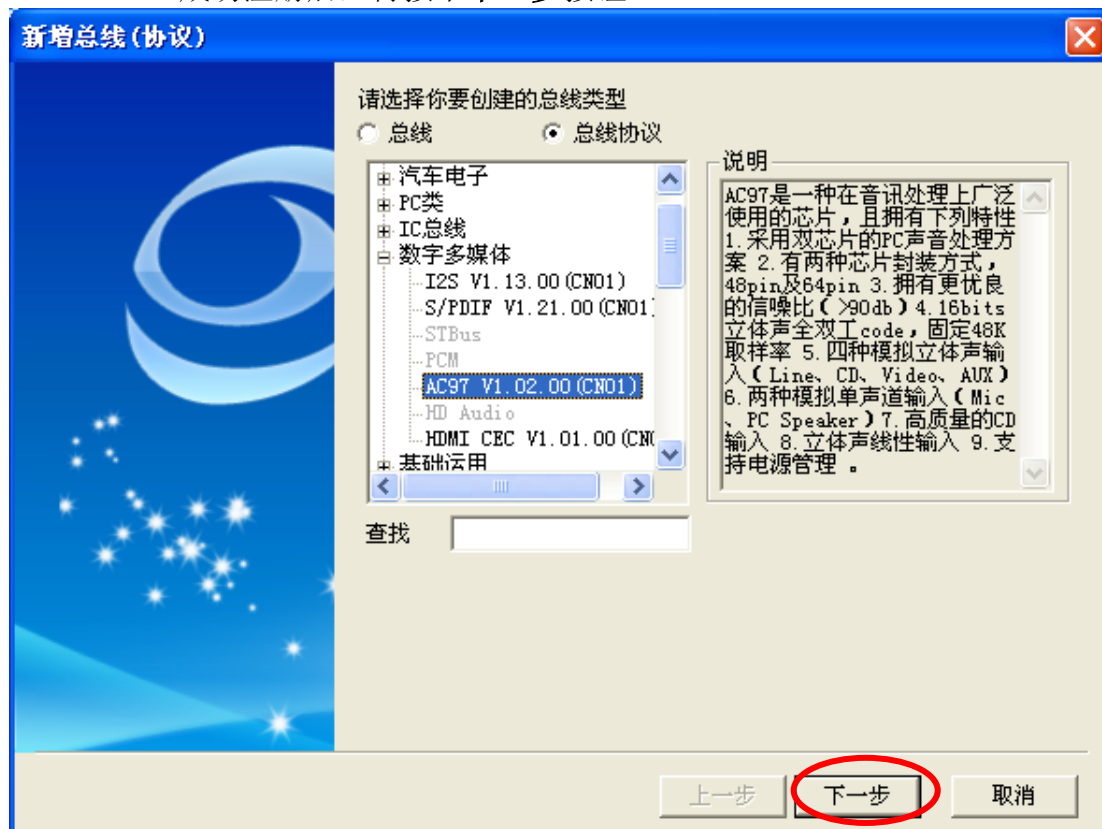 新增总线(协议)
请选择你要创建的总线类型
总线
总线协议
汽车电子
PC类
IC总线
数字多媒体
I2S V1.13.00(CN01)
S/PDIF V1.21.00(CN01)
STBus
PCM
AC97 V1.02.00(CN01)
HD Audio
HDMI CEC V1.01.00(CN
基础运用
查找
说明
AC97是一种在音讯处理上广泛
使用的芯片，且拥有下列特性
1.采用双芯片的PC声音处理方
案 2.有两种芯片封装方式，
48pin及64pin 3.拥有更优良
的信噪比（>90db）4.16bits
立体声全双工code，固定48K
取样率 5.四种模拟立体声输
入（Line、CD、Video、AUX）
6.两种模拟单声道输入（Mic
、PC Speaker）7.高质量的CD
输入 8.立体声线性输入 9.支
持电源管理 。
上一步
下一步
取消